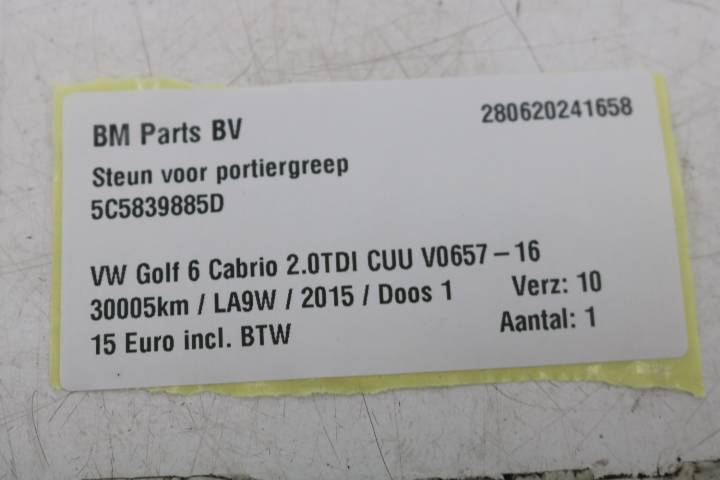 BM Parts BV 280620241658
Steun voor portiergreep
5C5839885D
VW Golf 6 Cabrio 2.0TDI CUU V0657-16
30005km / LA9W / 2015 / Doos 1 Verz: 10
15 Euro incl. BTW Aantal: 1